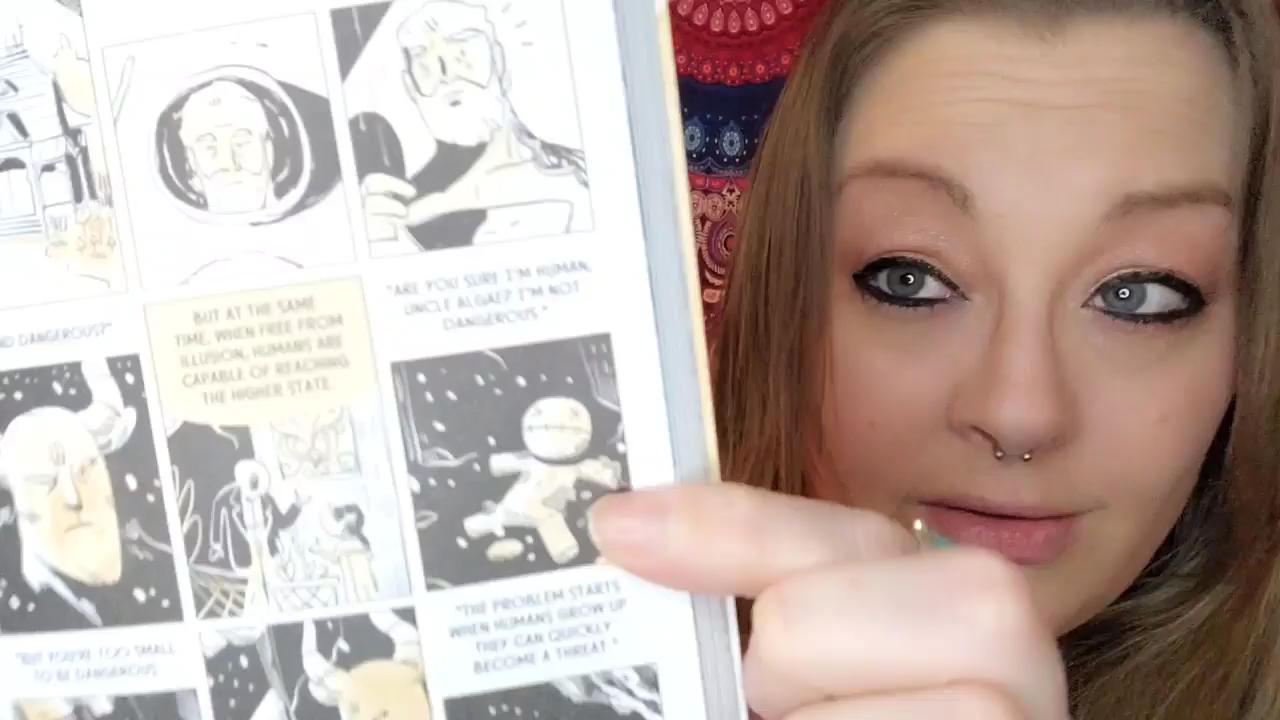 ND DANGEROUS?"
BUT AT THE SAME
TIME, WHEN FREE FROM
ILLUSION, HUMANS ARE
CAPABLE OF REACHING
THE HIGHER STATE.
"ARE YOU SURE I'M HUMAN,
UNCLE ALGAE? I'M NOT
DANGEROUS."
"BUT YOU'RE TOO SMALL
TO BE DANGEROUS.
"THE PROBLEM STARTS
WHEN HUMANS GROW UP
THEY CAN QUICKLY
BECOME A THREAT."